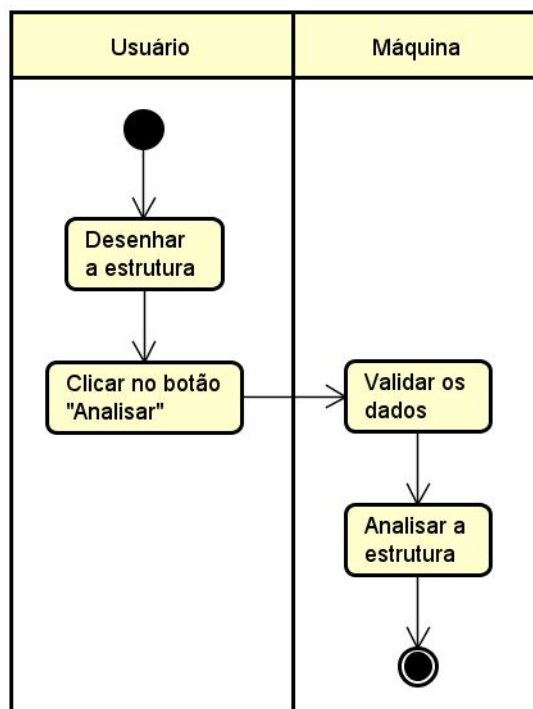 Usuário
Máquina
Desenhar
a estrutura
Clicar no botão
"Analisar"
Validar os
dados
Analisar a
estrutura